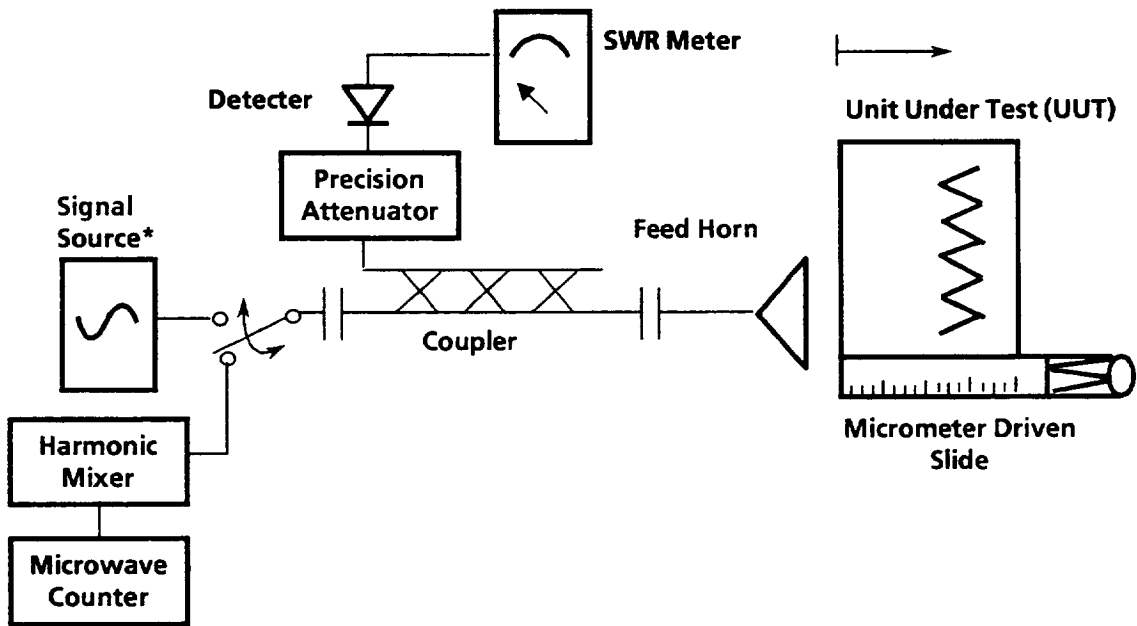 SWR Meter
Detecter
Unit Under Test (UUT)
Precision
Attenuator
Signal
Source*
Feed Horn
Coupler
Micrometer Driven
Slide
Harmonic
Mixer
Microwave
Counter